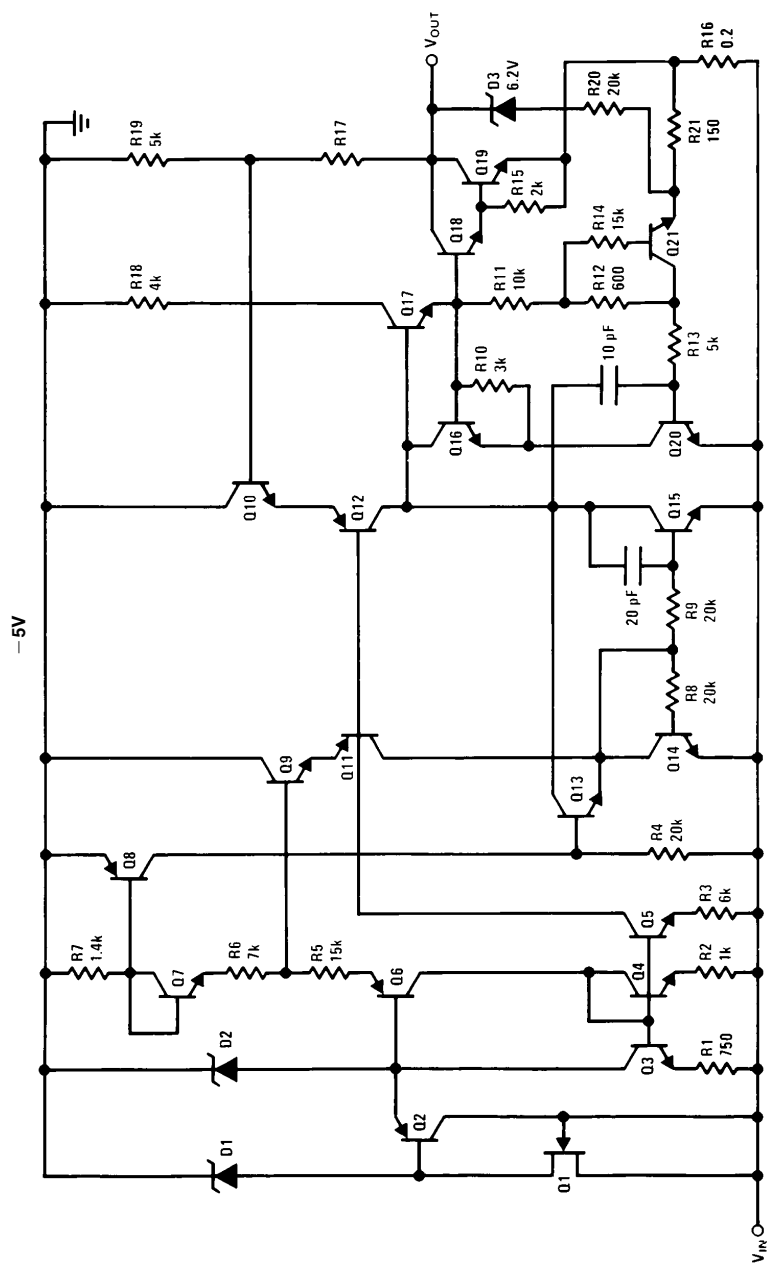 −5V
R19
5k
R17
VOUT
D3
6.2V
R20
20k
R16
0.2
R21
150
Q19
R15
2k
Q18
R14
15k
Q21
R18
4k
Q17
R11
10k
R12
600
R13
5k
10 pF
R10
3k
Q16
Q20
Q10
Q12
Q15
20 pF
R9
20k
R8
20k
Q9
Q11
Q14
Q13
Q8
R4
20k
R7
1.4k
Q7
R6
7k
R5
15k
Q6
Q5
R3
6k
Q4
R2
1k
D2
Q3
R1
750
Q2
D1
Q1
VIN